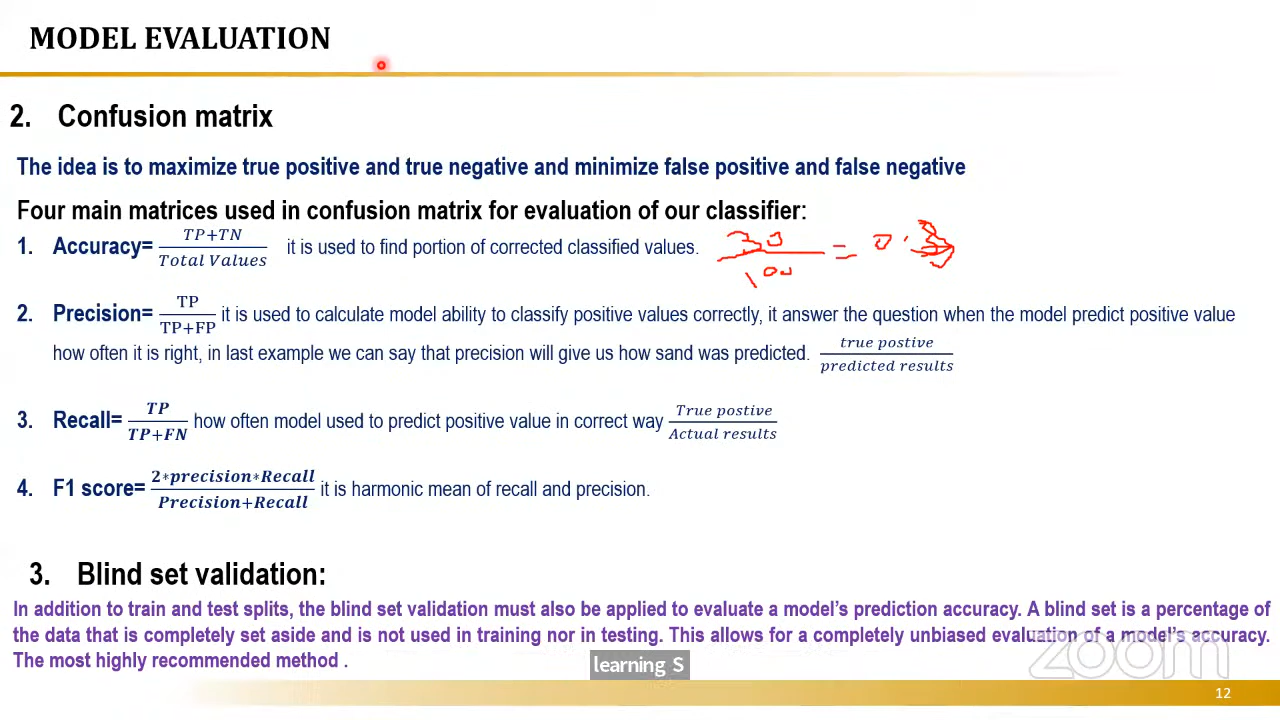 MODEL EVALUATION
2. Confusion matrix
The idea is to maximize true positive and true negative and minimize false positive and false negative
Four main matrices used in confusion matrix for evaluation of our classifier:
1. Accuracy= TP+TN / Total Values it is used to find portion of corrected classified values. 30 / 100 = 0.3
2. Precision= TP / TP+FP it is used to calculate model ability to classify positive values correctly, it answer the question when the model predict positive value
how often it is right, in last example we can say that precision will give us how sand was predicted. true postive / predicted results
3. Recall= TP / TP+FN how often model used to predict positive value in correct way True postive / Actual results
4. F1 score= 2*precision*Recall / Precision+Recall it is harmonic mean of recall and precision.
3. Blind set validation:
In addition to train and test splits, the blind set validation must also be applied to evaluate a model's prediction accuracy. A blind set is a percentage of
the data that is completely set aside and is not used in training nor in testing. This allows for a completely unbiased evaluation of a model's accuracy.
The most highly recommended method .
learning S
zoom
12